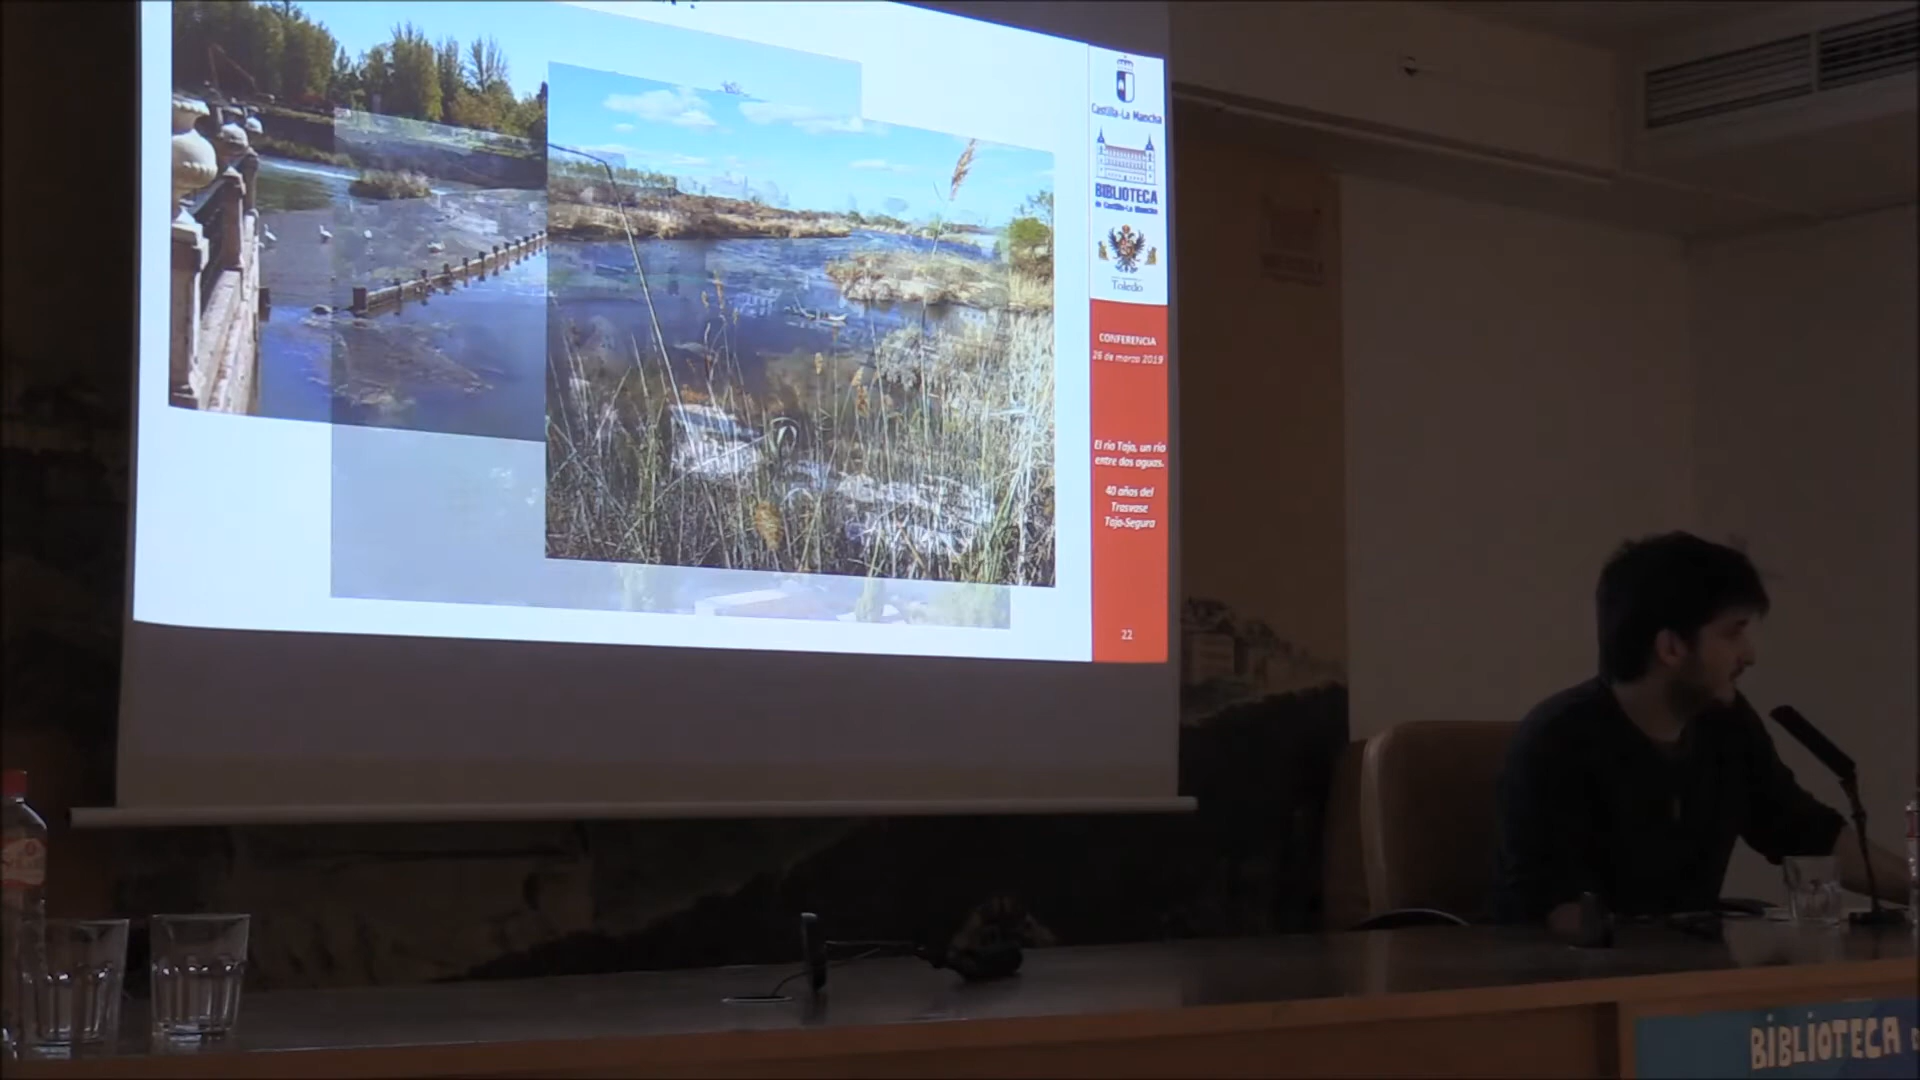 Castilla-La Mancha
BIBLIOTECA
de Castilla-La Mancha
Toledo
CONFERENCIA
26 de marzo 2019
El río Tajo, un río
entre dos aguas.
40 años del
Trasvase
Tajo-Segura
22
BIBLIOTECA